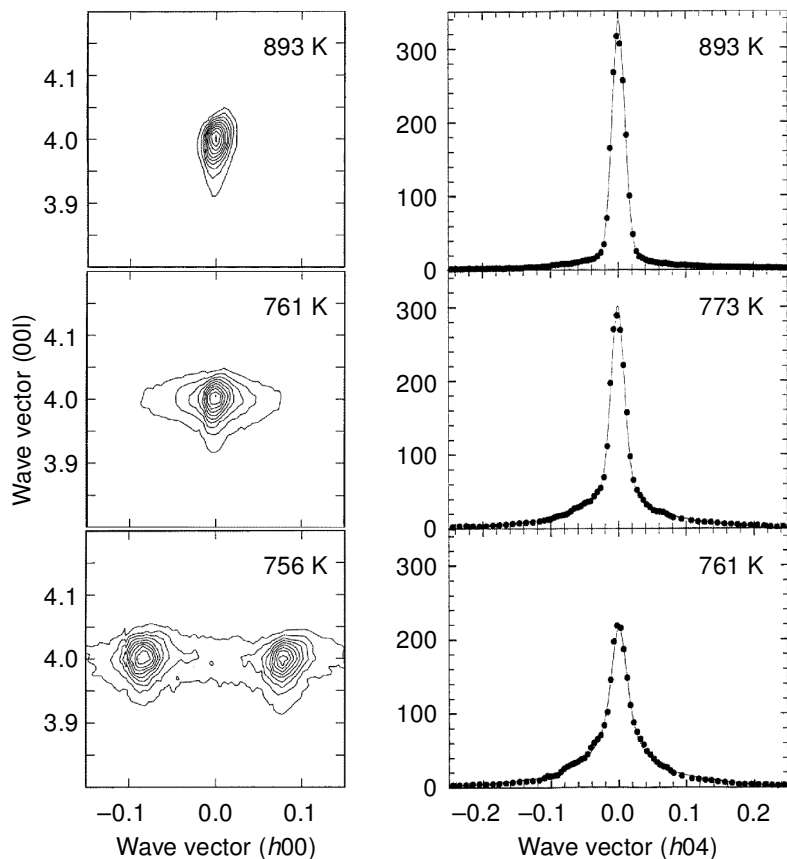 893 K
4.1
4.0
3.9
761 K
4.1
4.0
3.9
756 K
4.1
4.0
3.9
−0.1 0.0 0.1
Wave vector (h00)
Wave vector (00l)
893 K
300
200
100
0
773 K
300
200
100
0
761 K
300
200
100
0
−0.2 −0.1 0.0 0.1 0.2
Wave vector (h04)